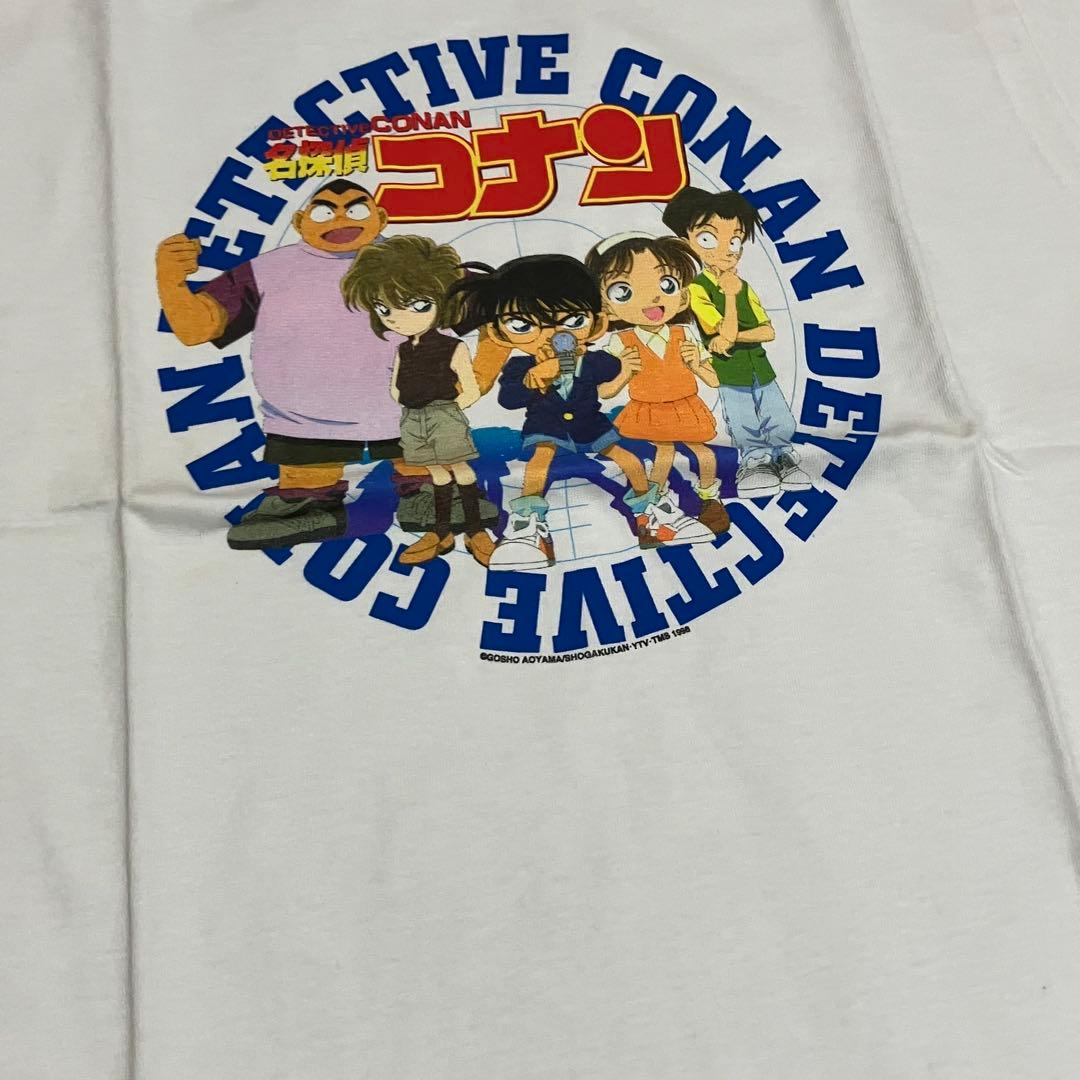 DETECTIVE CONAN DETECTIVE CONAN
DETECTIVE CONAN
名探偵
コナン
©GOSHO AOYAMA/SHOGAKUKAN·YTV·TMS 1998